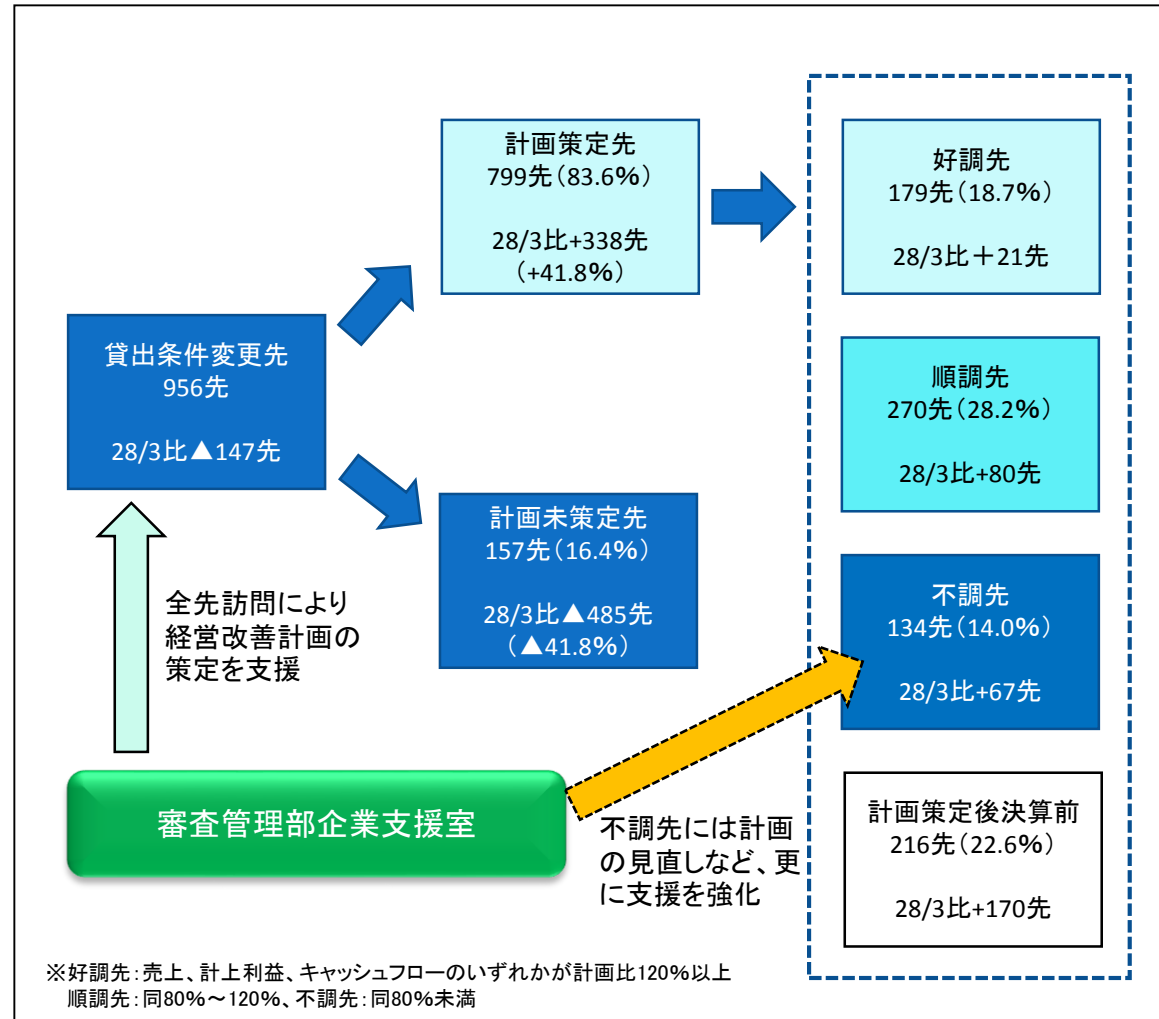 貸出条件変更先
956先
28/3比▲147先
計画策定先
799先(83.6%)
28/3比+338先
(+41.8%)
計画未策定先
157先(16.4%)
28/3比▲485先
(▲41.8%)
好調先
179先(18.7%)
28/3比+21先
順調先
270先(28.2%)
28/3比+80先
不調先
134先(14.0%)
28/3比+67先
計画策定後決算前
216先(22.6%)
28/3比+170先
全先訪問により
経営改善計画の
策定を支援
審査管理部企業支援室
不調先には計画
の見直しなど、更
に支援を強化
※好調先:売上、計上利益、キャッシュフローのいずれかが計画比120%以上
順調先:同80%~120%、不調先:同80%未満